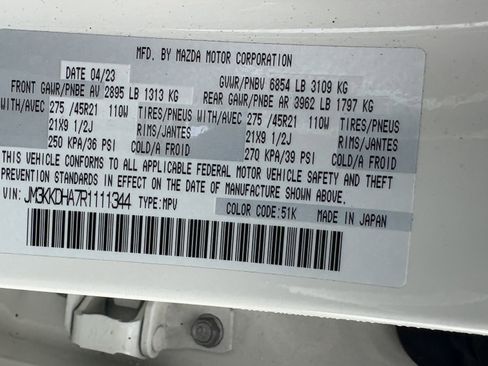 MFD. BY MAZDA MOTOR CORPORATION
DATE 04/23 GVWR/PNBV 6854 LB 3109 KG
FRONT GAWR/PNBE AV 2895 LB 1313 KG REAR GAWR/PNBE AR 3962 LB 1797 KG
WITH/AVEC 275 /45R21 110W TIRES/PNEUS WITH/AVEC 275 /45R21 110W TIRES/PNEUS
21X9 1/2J RIMS/JANTES 21X9 1/2J RIMS/JANTES
250 KPA/36 PSI COLD/A FROID 270 KPA/39 PSI COLD/A FROID
THIS VEHICLE CONFORMS TO ALL APPLICABLE FEDERAL MOTOR VEHICLE SAFETY AND THEFT
PREVENTION STANDARDS IN EFFECT ON THE DATE OF MANUFACTURE SHOWN ABOVE.
VIN: JM3KKDHA7R1111344 TYPE: MPV COLOR CODE: 51K MADE IN JAPAN